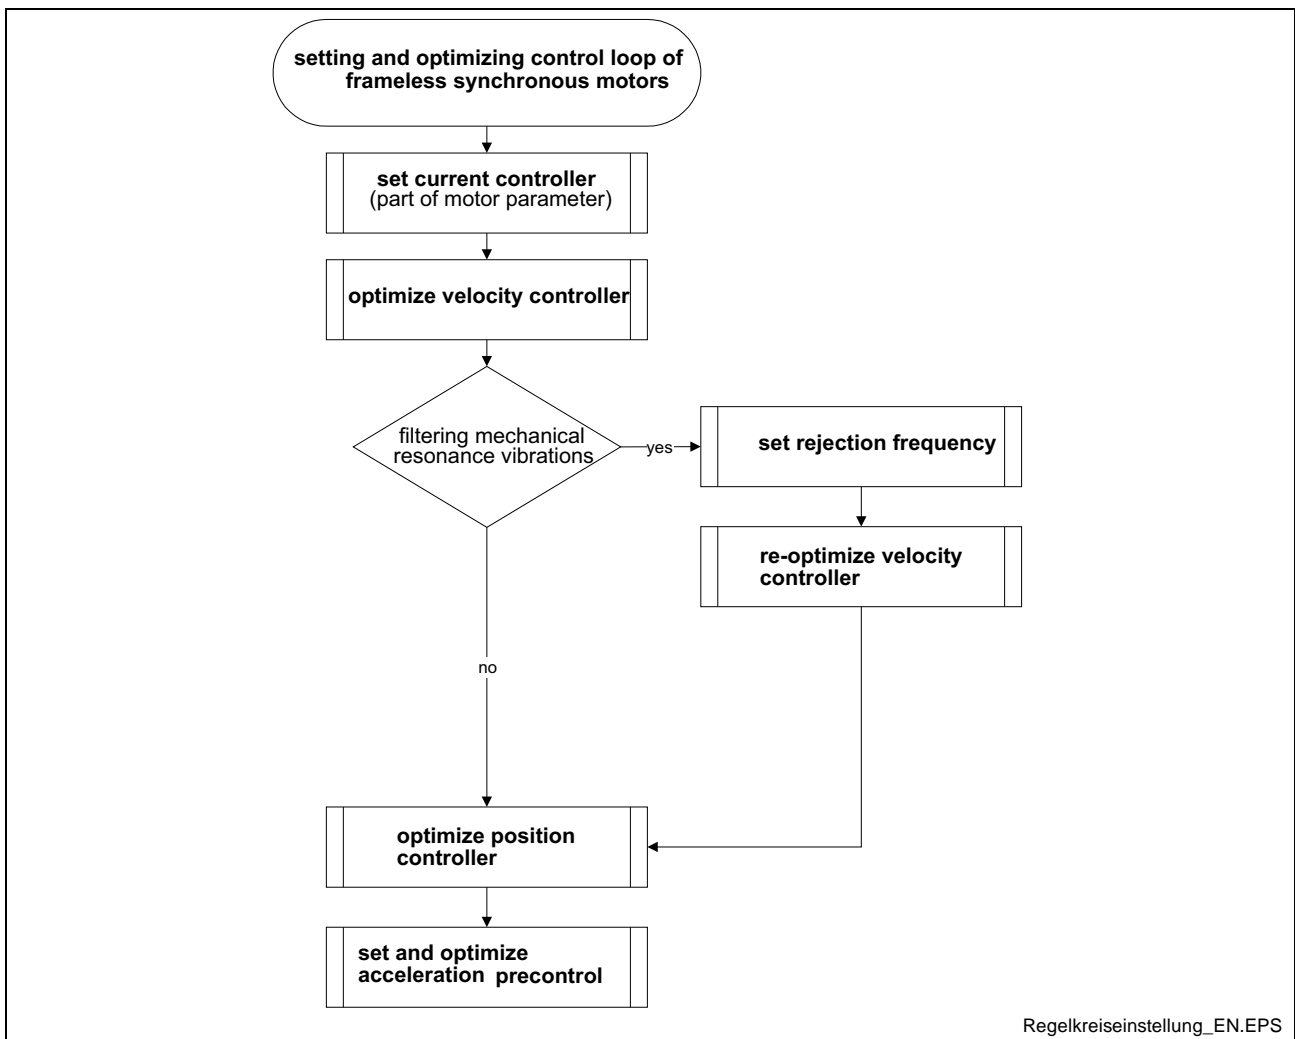 setting and optimizing control loop of
frameless synchronous motors
set current controller
(part of motor parameter)
optimize velocity controller
filtering mechanical
resonance vibrations
yes
set rejection frequency
re-optimize velocity
controller
no
optimize position
controller
set and optimize
acceleration precontrol
Regelkreiseinstellung_EN.EPS